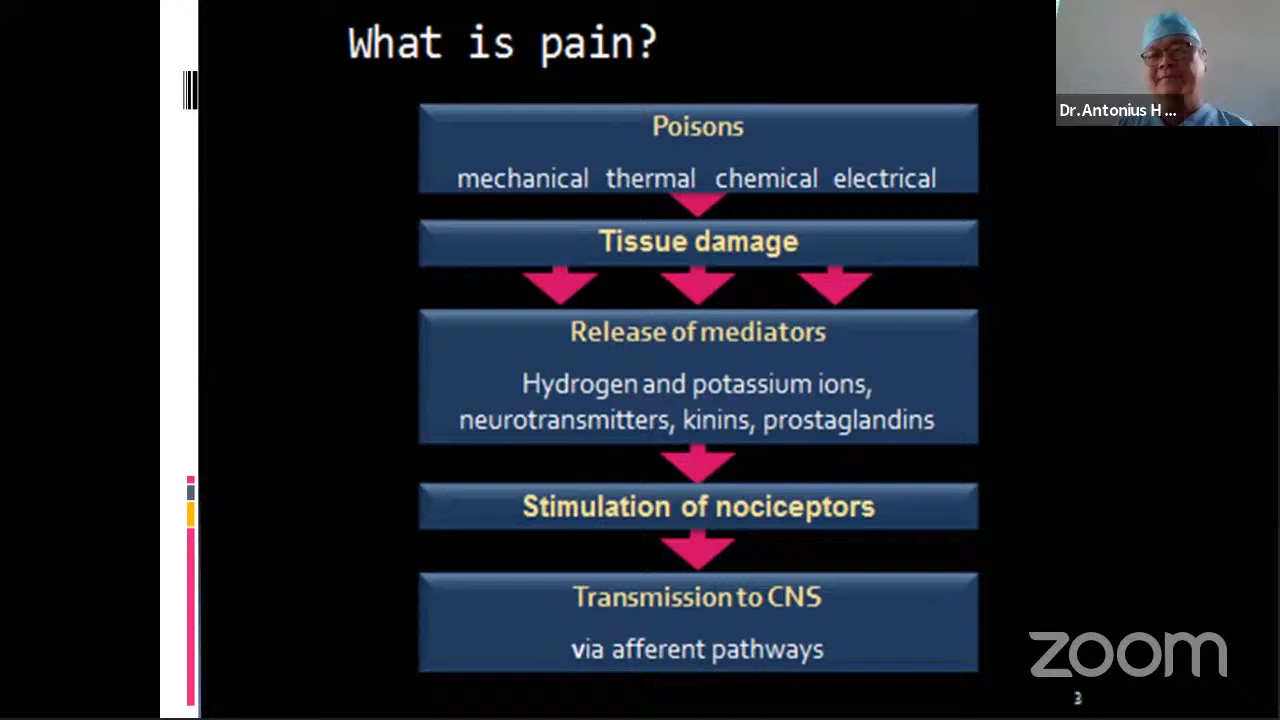 What is pain?
Dr.Antonius H ...
Poisons
mechanical thermal chemical electrical
Tissue damage
Release of mediators
Hydrogen and potassium ions,
neurotransmitters, kinins, prostaglandins
Stimulation of nociceptors
Transmission to CNS
via afferent pathways
zoom
3